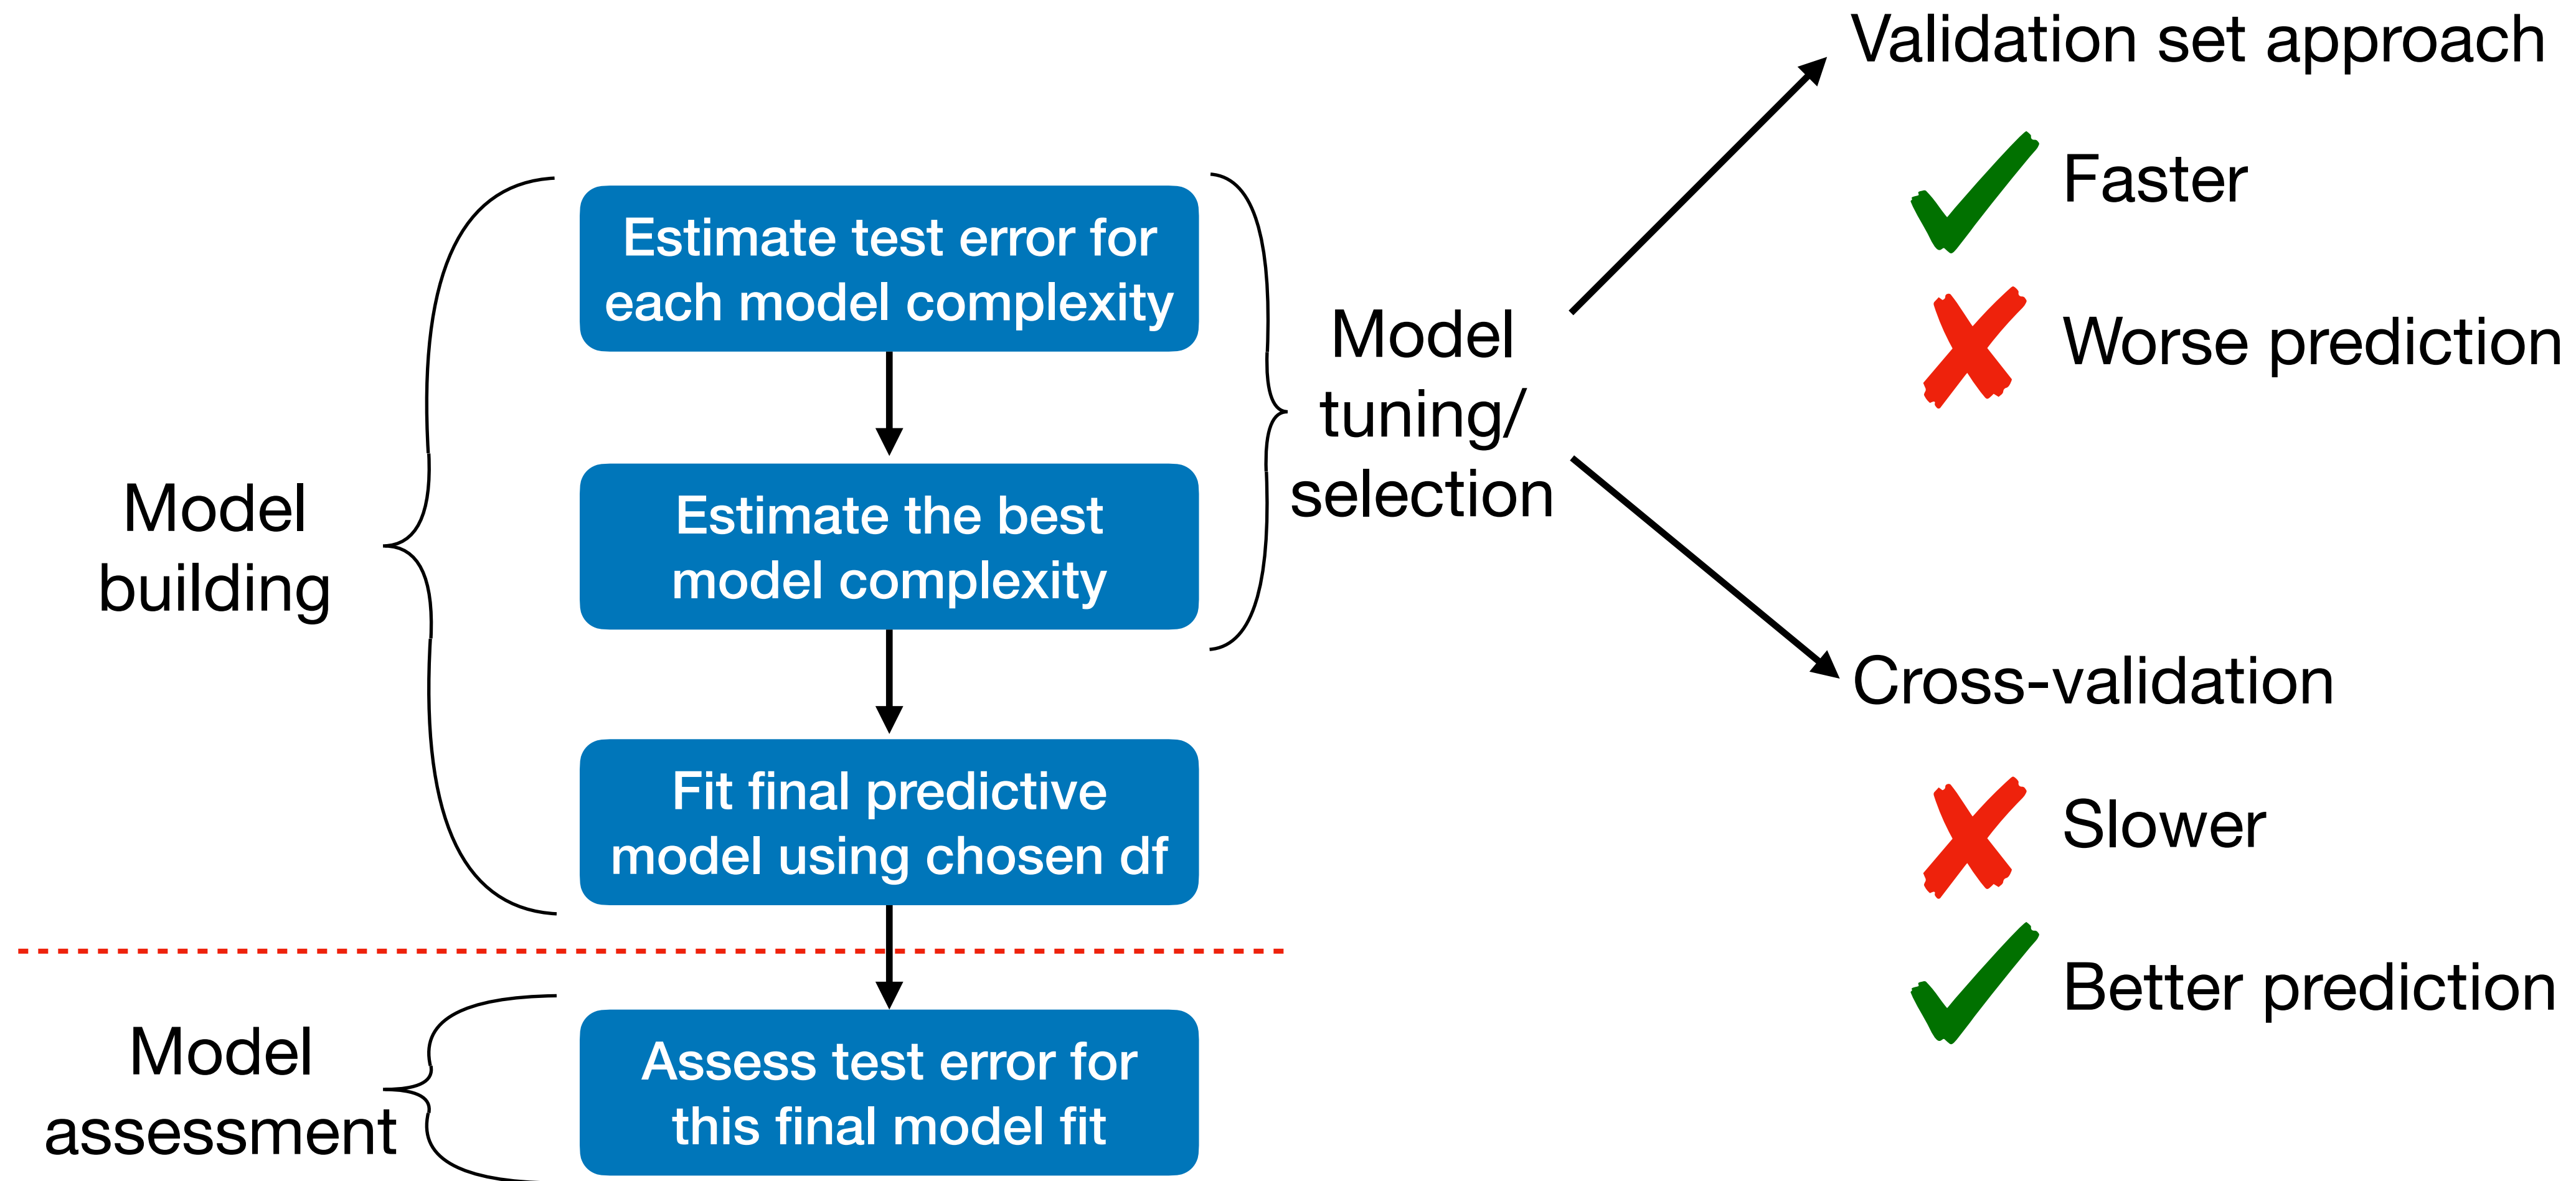 Model
building
Estimate test error for
each model complexity
Estimate the best
model complexity
Fit final predictive
model using chosen df
Model
assessment
Assess test error for
this final model fit
Model
tuning/
selection
Validation set approach
Faster
Worse prediction
Cross-validation
Slower
Better prediction